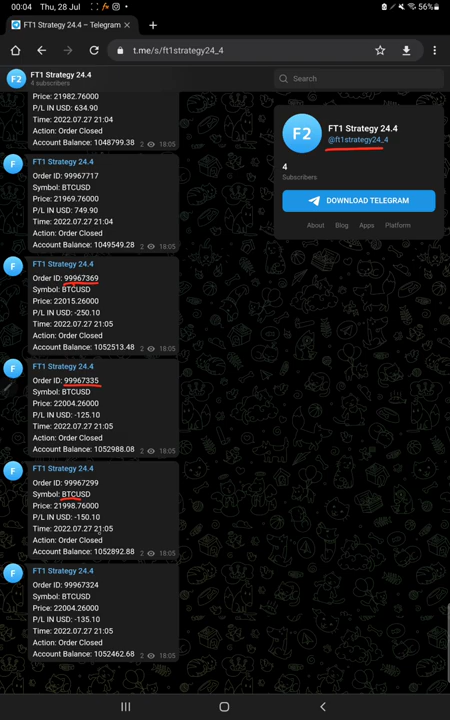 00:04 Thu, 28 Jul
56%
FT1 Strategy 24.4 – Telegram
t.me/s/ft1strategy24_4
F2
FT1 Strategy 24.4
4 subscribers
Search
Price: 21982.76000
P/L IN USD: 634.90
Time: 2022.07.27 21:04
Action: Order Closed
Account Balance: 1048799.38 2 18:05
F
FT1 Strategy 24.4
Order ID: 99967717
Symbol: BTCUSD
Price: 21969.76000
P/L IN USD: 749.90
Time: 2022.07.27 21:04
Action: Order Closed
Account Balance: 1049549.28 2 18:05
F
FT1 Strategy 24.4
Order ID: 99967369
Symbol: BTCUSD
Price: 22015.26000
P/L IN USD: -250.10
Time: 2022.07.27 21:05
Action: Order Closed
Account Balance: 1052513.48 2 18:05
F
FT1 Strategy 24.4
Order ID: 99967335
Symbol: BTCUSD
Price: 22004.26000
P/L IN USD: -125.10
Time: 2022.07.27 21:05
Action: Order Closed
Account Balance: 1052988.08 2 18:05
F
FT1 Strategy 24.4
Order ID: 99967299
Symbol: BTCUSD
Price: 21998.76000
P/L IN USD: -150.10
Time: 2022.07.27 21:05
Action: Order Closed
Account Balance: 1052892.88 2 18:05
F
FT1 Strategy 24.4
Order ID: 99967324
Symbol: BTCUSD
Price: 22004.26000
P/L IN USD: -135.10
Time: 2022.07.27 21:05
Action: Order Closed
Account Balance: 1052462.68 2 18:05
F2
FT1 Strategy 24.4
@ft1strategy24_4
4
Subscribers
DOWNLOAD TELEGRAM
About Blog Apps Platform